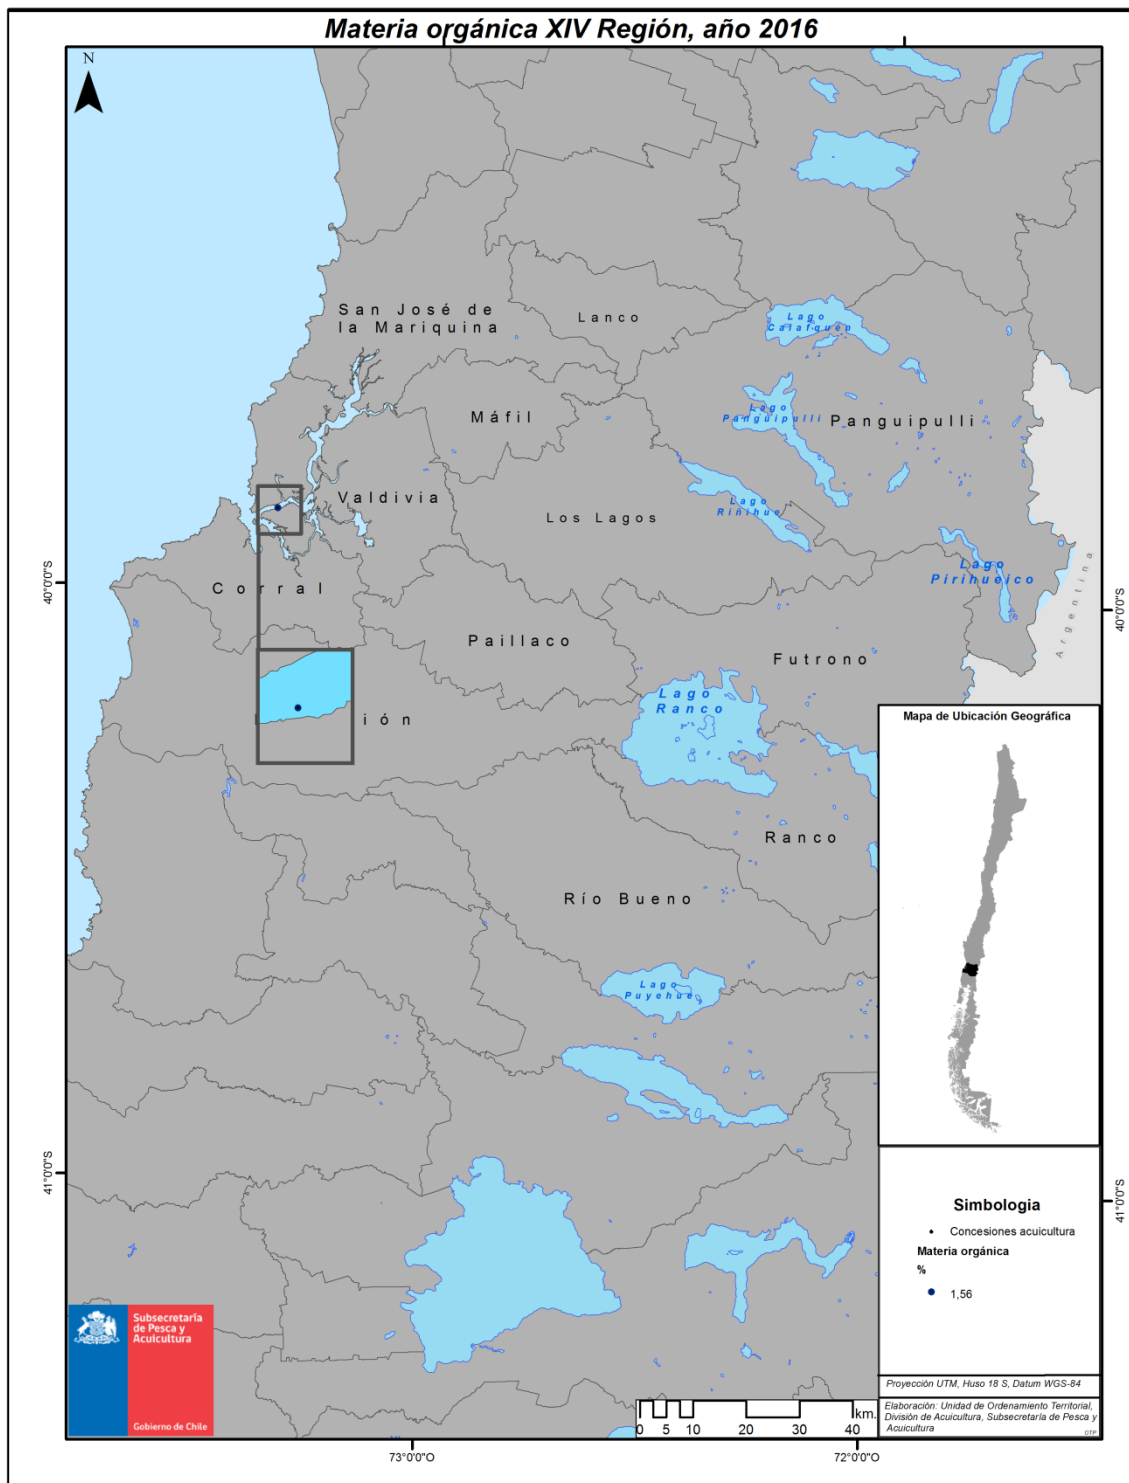 Materia orgánica XIV Región, año 2016
N
San José de
la Mariquina
Lanco
Lago
Calafquen
Máfil
Lago
Panguipulli
Panguipulli
Valdivia
Los Lagos
Lago
Riñihue
Lago
Pirihueico
Argentina
Corral
Paillaco
Futrono
Lago
Ranco
ión
Ranco
Río Bueno
Lago
Puyehue
40°0'0"S
40°0'0"S
41°0'0"S
41°0'0"S
73°0'0"O
72°0'0"O
Mapa de Ubicación Geográfica
Simbologia
Concesiones acuicultura
Materia orgánica
%
1,56
Proyección UTM, Huso 18 S, Datum WGS-84
Elaboración: Unidad de Ordenamiento Territorial,
División de Acuicultura, Subsecretaría de Pesca y
Acuicultura
km.
0 5 10 20 30 40
Subsecretaría
de Pesca y
Acuicultura
Gobierno de Chile